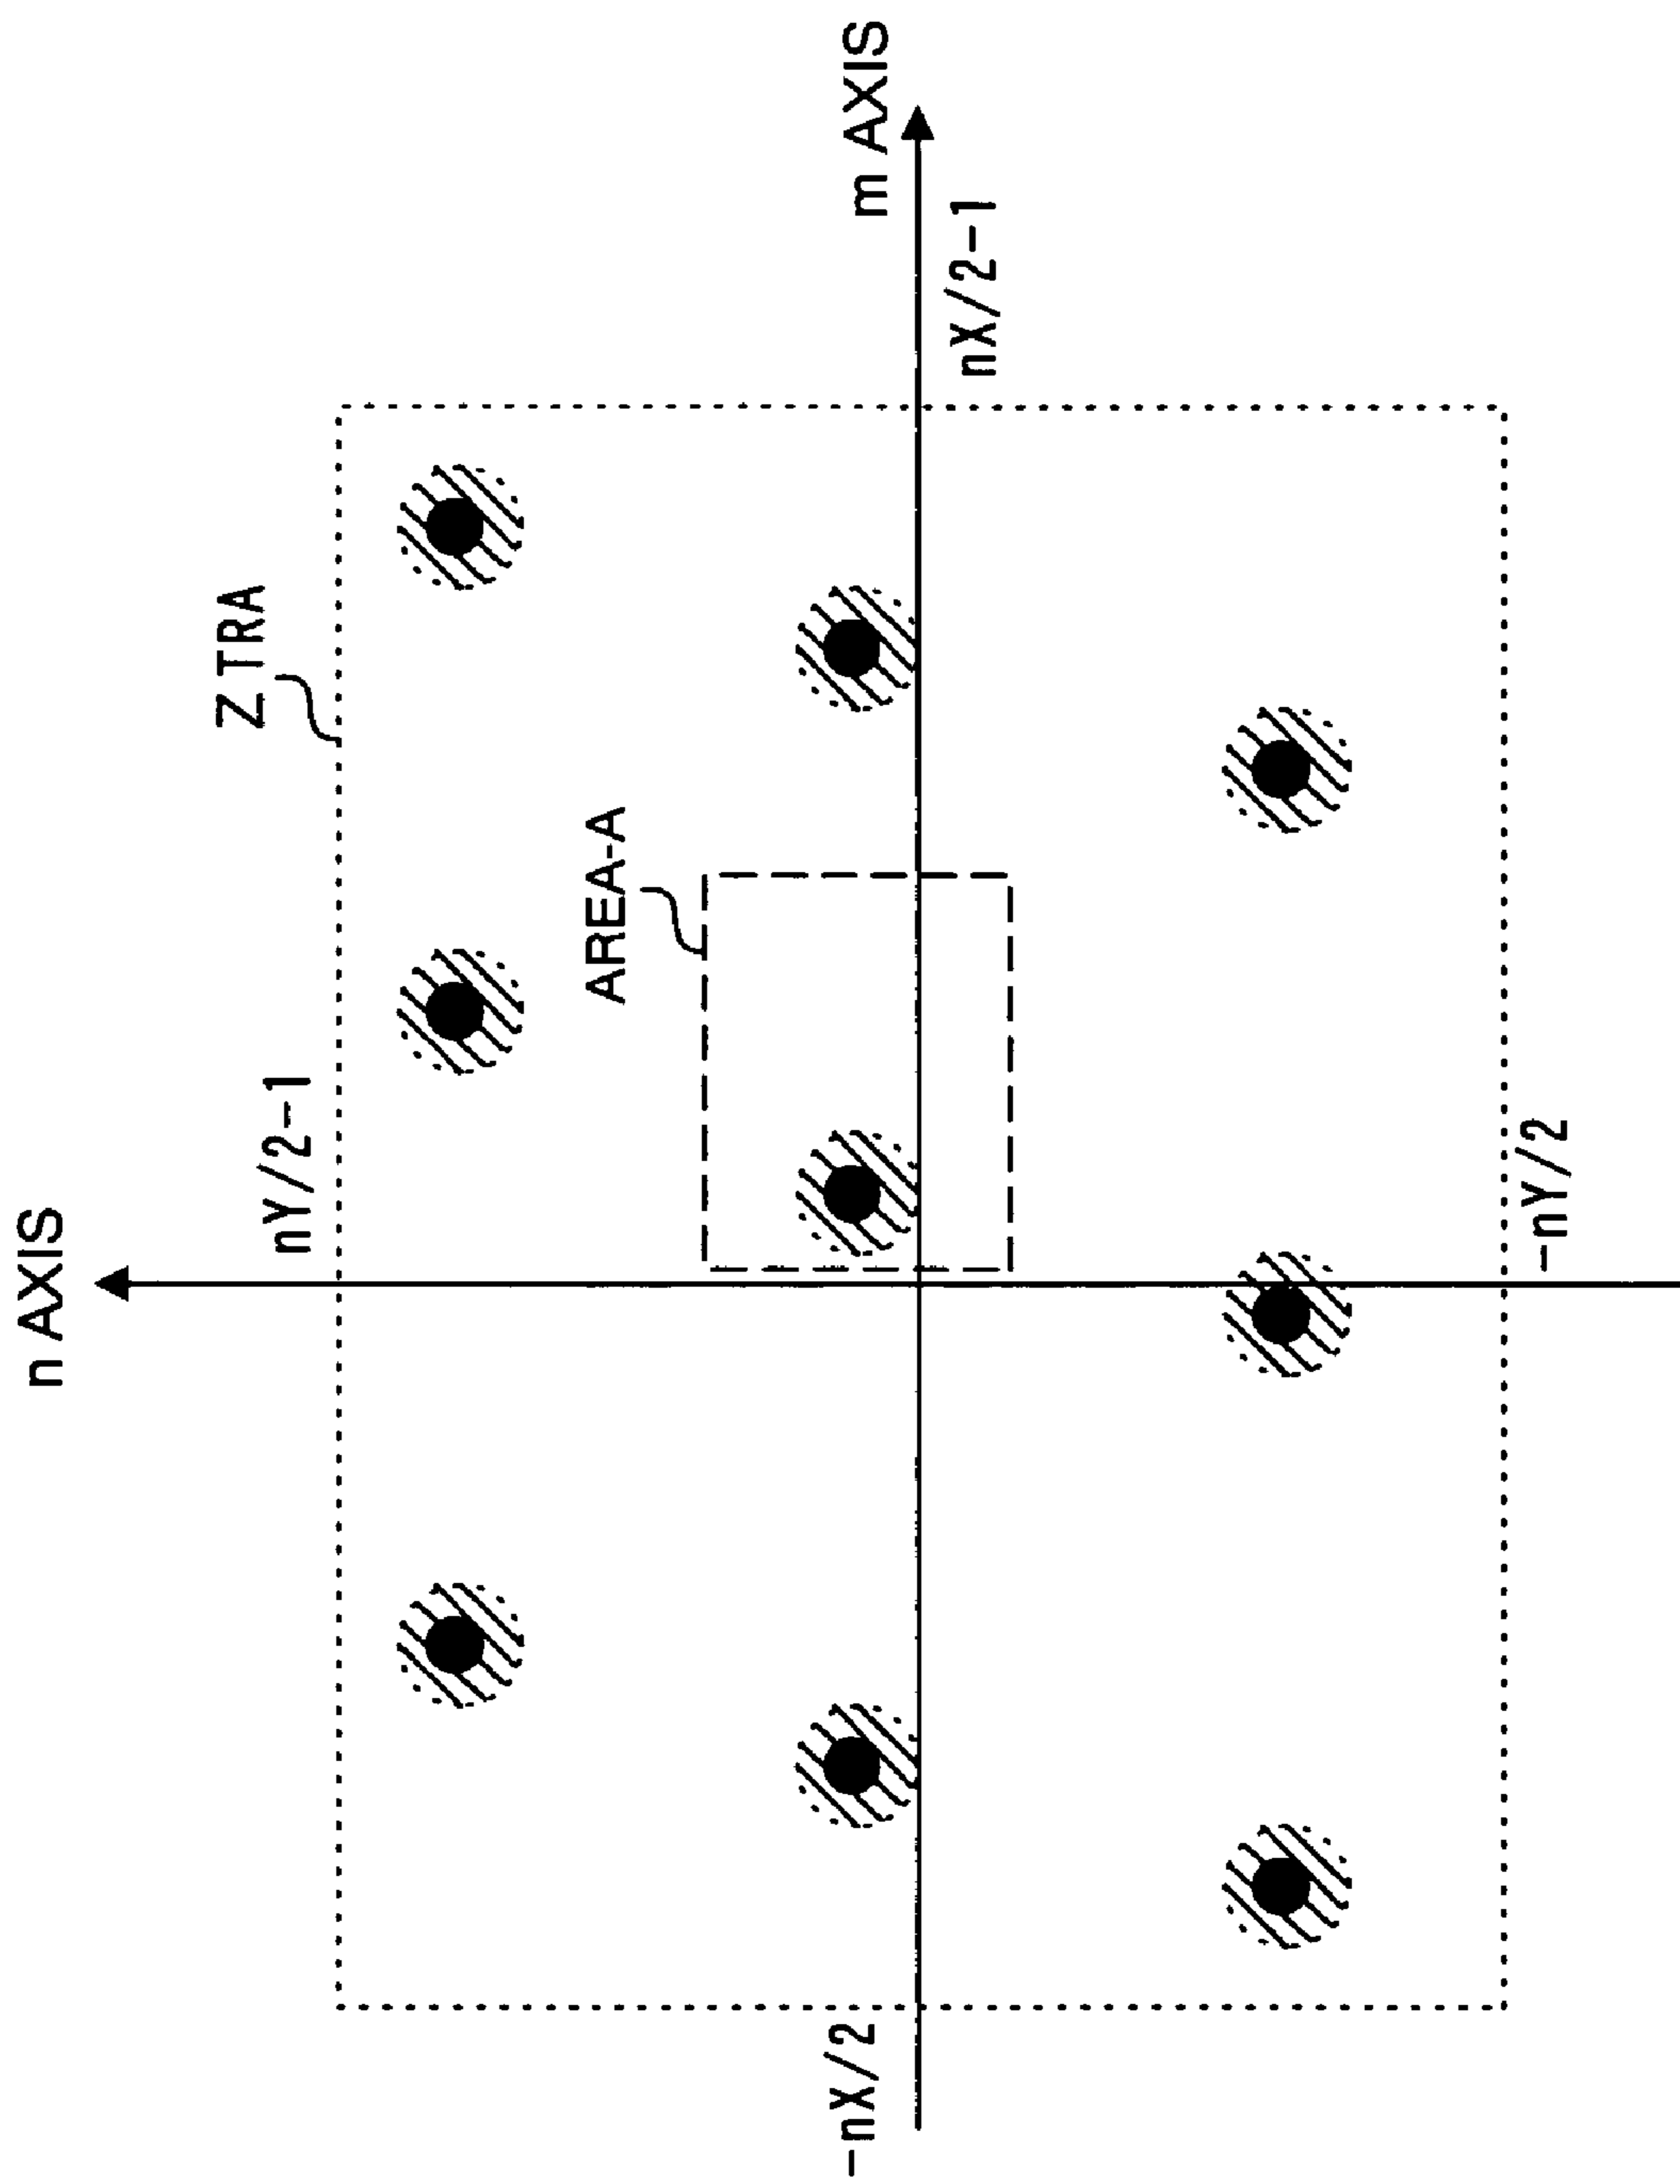 n AXIS
nY/2-1
Z TRA
AREA-A
m AXIS
nX/2-1
-nX/2
-nY/2